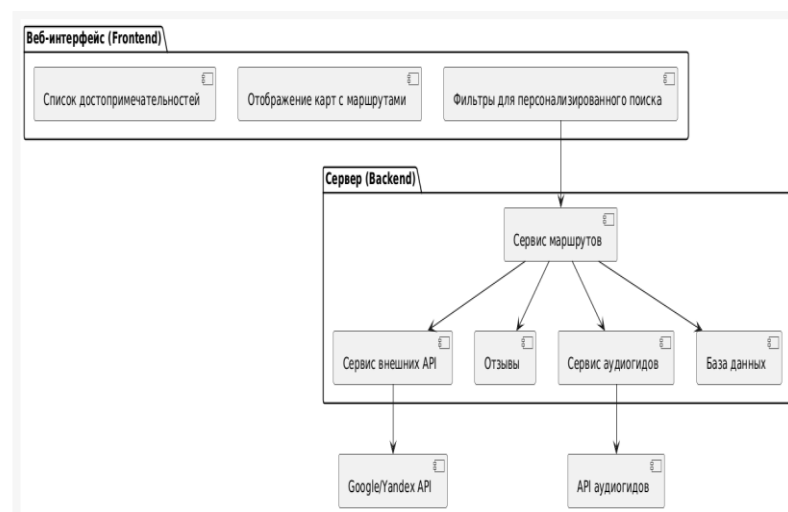 Веб-интерфейс (Frontend)
Список достопримечательностей
Отображение карт с маршрутами
Фильтры для персонализированного поиска
Сервер (Backend)
Сервис маршрутов
Сервис внешних API
Отзывы
Сервис аудиогидов
База данных
Google/Yandex API
API аудиогидов